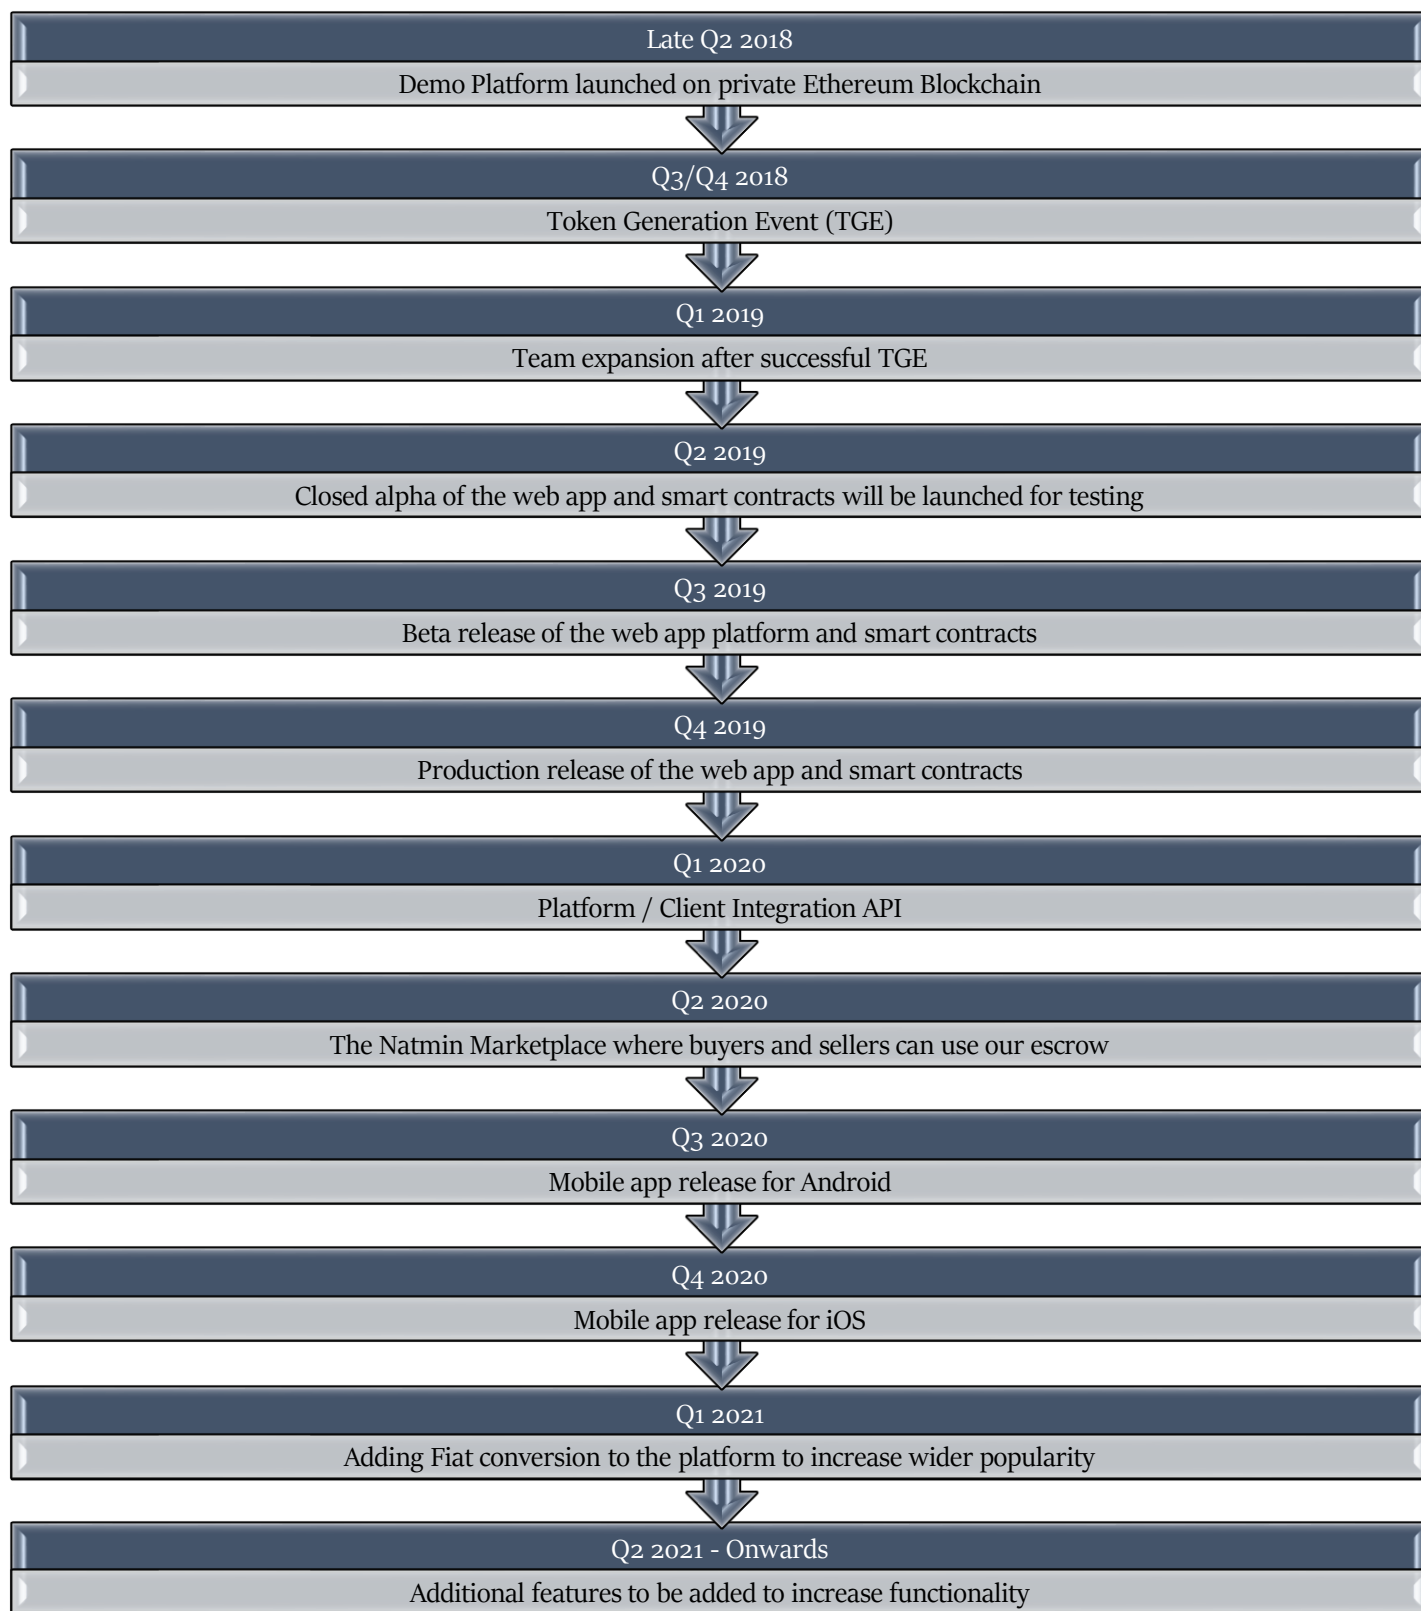 Late Q2 2018
Demo Platform launched on private Ethereum Blockchain
Q3/Q4 2018
Token Generation Event (TGE)
Q1 2019
Team expansion after successful TGE
Q2 2019
Closed alpha of the web app and smart contracts will be launched for testing
Q3 2019
Beta release of the web app platform and smart contracts
Q4 2019
Production release of the web app and smart contracts
Q1 2020
Platform / Client Integration API
Q2 2020
The Natmin Marketplace where buyers and sellers can use our escrow
Q3 2020
Mobile app release for Android
Q4 2020
Mobile app release for iOS
Q1 2021
Adding Fiat conversion to the platform to increase wider popularity
Q2 2021 - Onwards
Additional features to be added to increase functionality